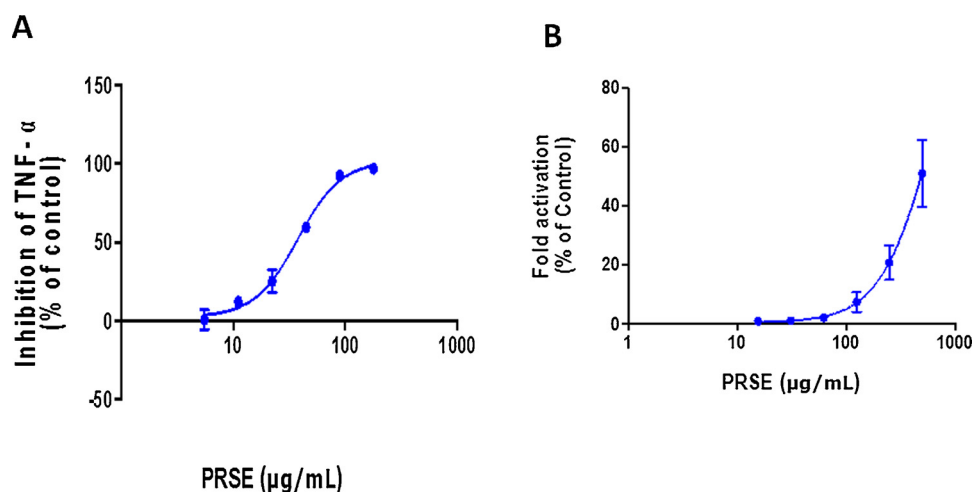 A
Inhibition of TNF- α
(% of control)
150
100
50
0
-50
10
100
1000
PRSE (µg/mL)
B
Fold activation
(% of Control)
80
60
40
20
0
1
10
100
1000
PRSE (µg/mL)